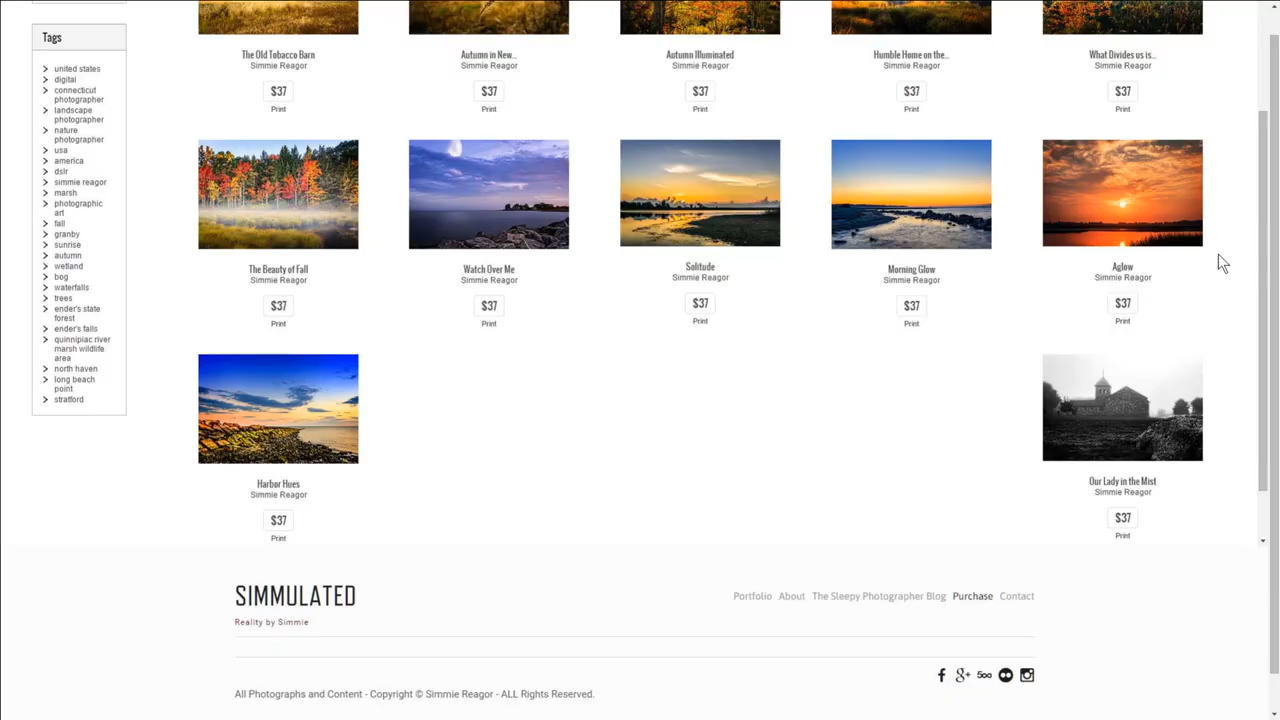 Tags
united states
digital
connecticut
photographer
landscape
photographer
nature
photographer
usa
america
dslr
simmie reagor
marsh
photographic
art
fall
granby
sunrise
autumn
wetland
bog
waterfalls
trees
ender's state
forest
ender's falls
quinnipiac river
marsh wildlife
area
north haven
long beach
point
stratford
The Old Tobacco Barn
Simmie Reagor
$37
Print
Autumn in New...
Simmie Reagor
$37
Print
Autumn Illuminated
Simmie Reagor
$37
Print
Humble Home on the...
Simmie Reagor
$37
Print
What Divides us is...
Simmie Reagor
$37
Print
The Beauty of Fall
Simmie Reagor
$37
Print
Watch Over Me
Simmie Reagor
$37
Print
Solitude
Simmie Reagor
$37
Print
Morning Glow
Simmie Reagor
$37
Print
Aglow
Simmie Reagor
$37
Print
Harbor Hues
Simmie Reagor
$37
Print
Our Lady in the Mist
Simmie Reagor
$37
Print
SIMMULATED
Reality by Simmie
Portfolio About The Sleepy Photographer Blog Purchase Contact
All Photographs and Content - Copyright © Simmie Reagor - ALL Rights Reserved.